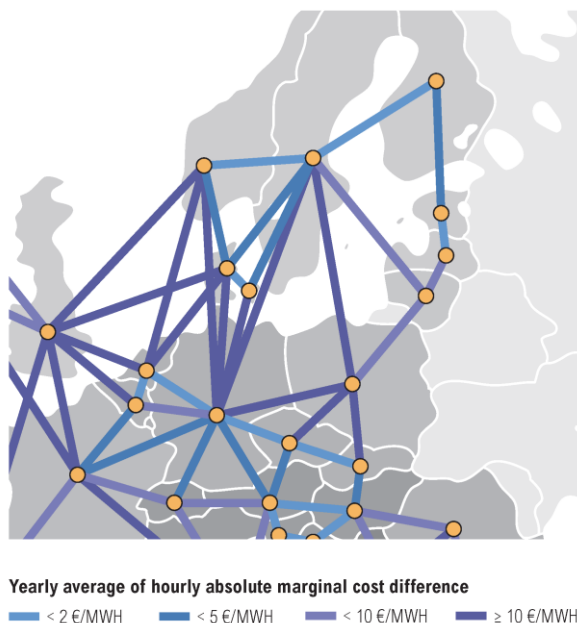 Yearly average of hourly absolute marginal cost difference
< 2 €/MWH < 5 €/MWH < 10 €/MWH ≥ 10 €/MWH